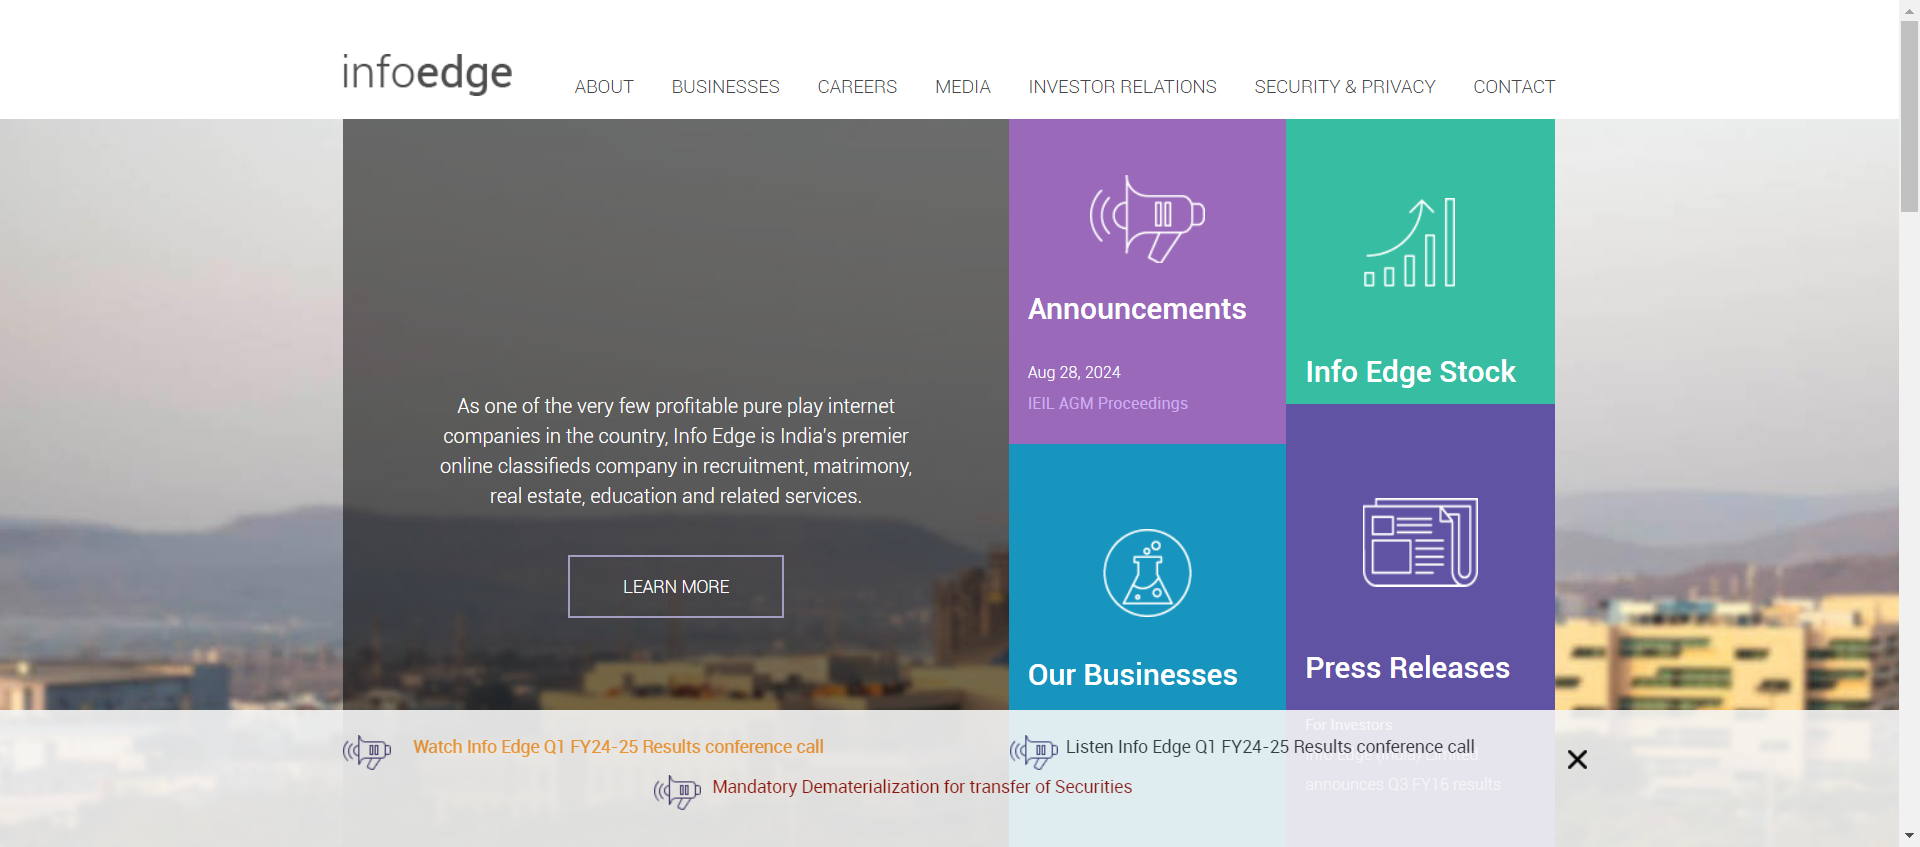 infoedge
ABOUT BUSINESSES CAREERS MEDIA INVESTOR RELATIONS SECURITY & PRIVACY CONTACT
As one of the very few profitable pure play internet
companies in the country, Info Edge is India's premier
online classifieds company in recruitment, matrimony,
real estate, education and related services.
LEARN MORE
Announcements
Aug 28, 2024
IEIL AGM Proceedings
Info Edge Stock
Our Businesses
Press Releases
For Investors
Info Edge (India) Limited
announces Q3 FY16 results
Watch Info Edge Q1 FY24-25 Results conference call
Listen Info Edge Q1 FY24-25 Results conference call
Mandatory Dematerialization for transfer of Securities